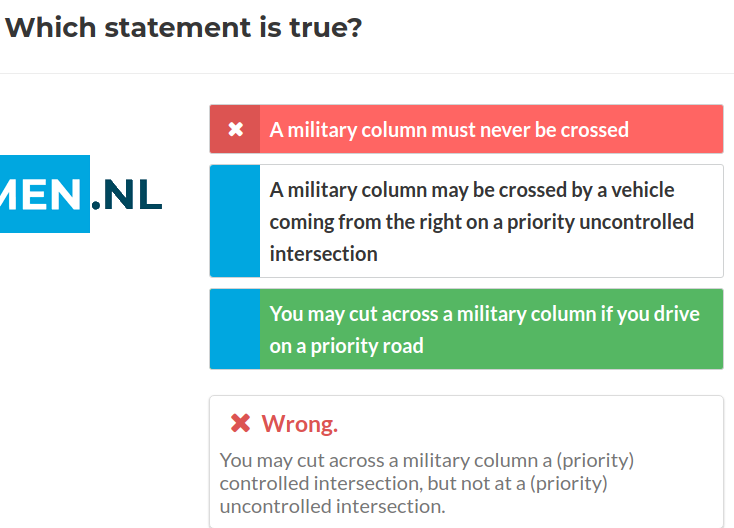 Which statement is true?
A military column must never be crossed
MEN.NL
A military column may be crossed by a vehicle
coming from the right on a priority uncontrolled
intersection
You may cut across a military column if you drive
on a priority road
Wrong.
You may cut across a military column a (priority)
controlled intersection, but not at a (priority)
uncontrolled intersection.